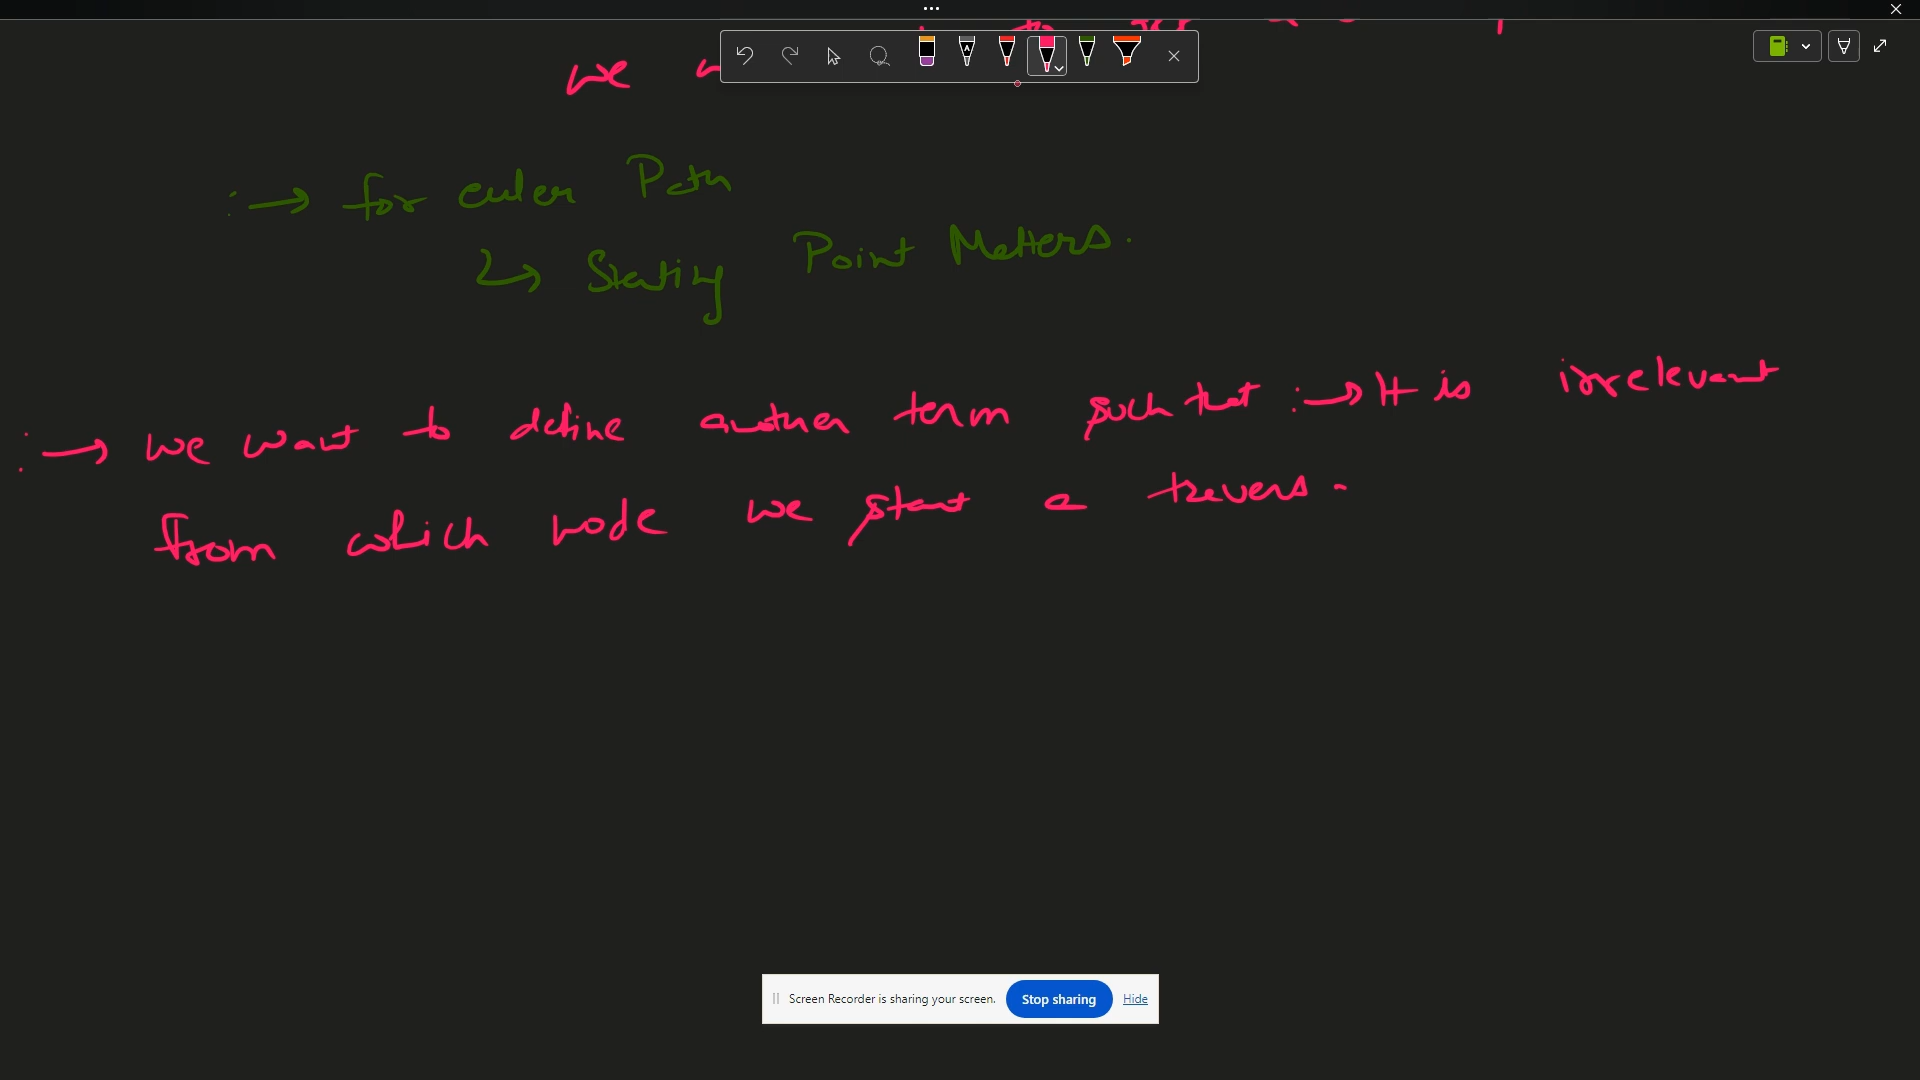 we
:→ for euler Path
↳ Stating Point Matters.
:→ we want to define another term such that :→ It is irrelevant
from which node we start a travers.
Screen Recorder is sharing your screen. Stop sharing Hide